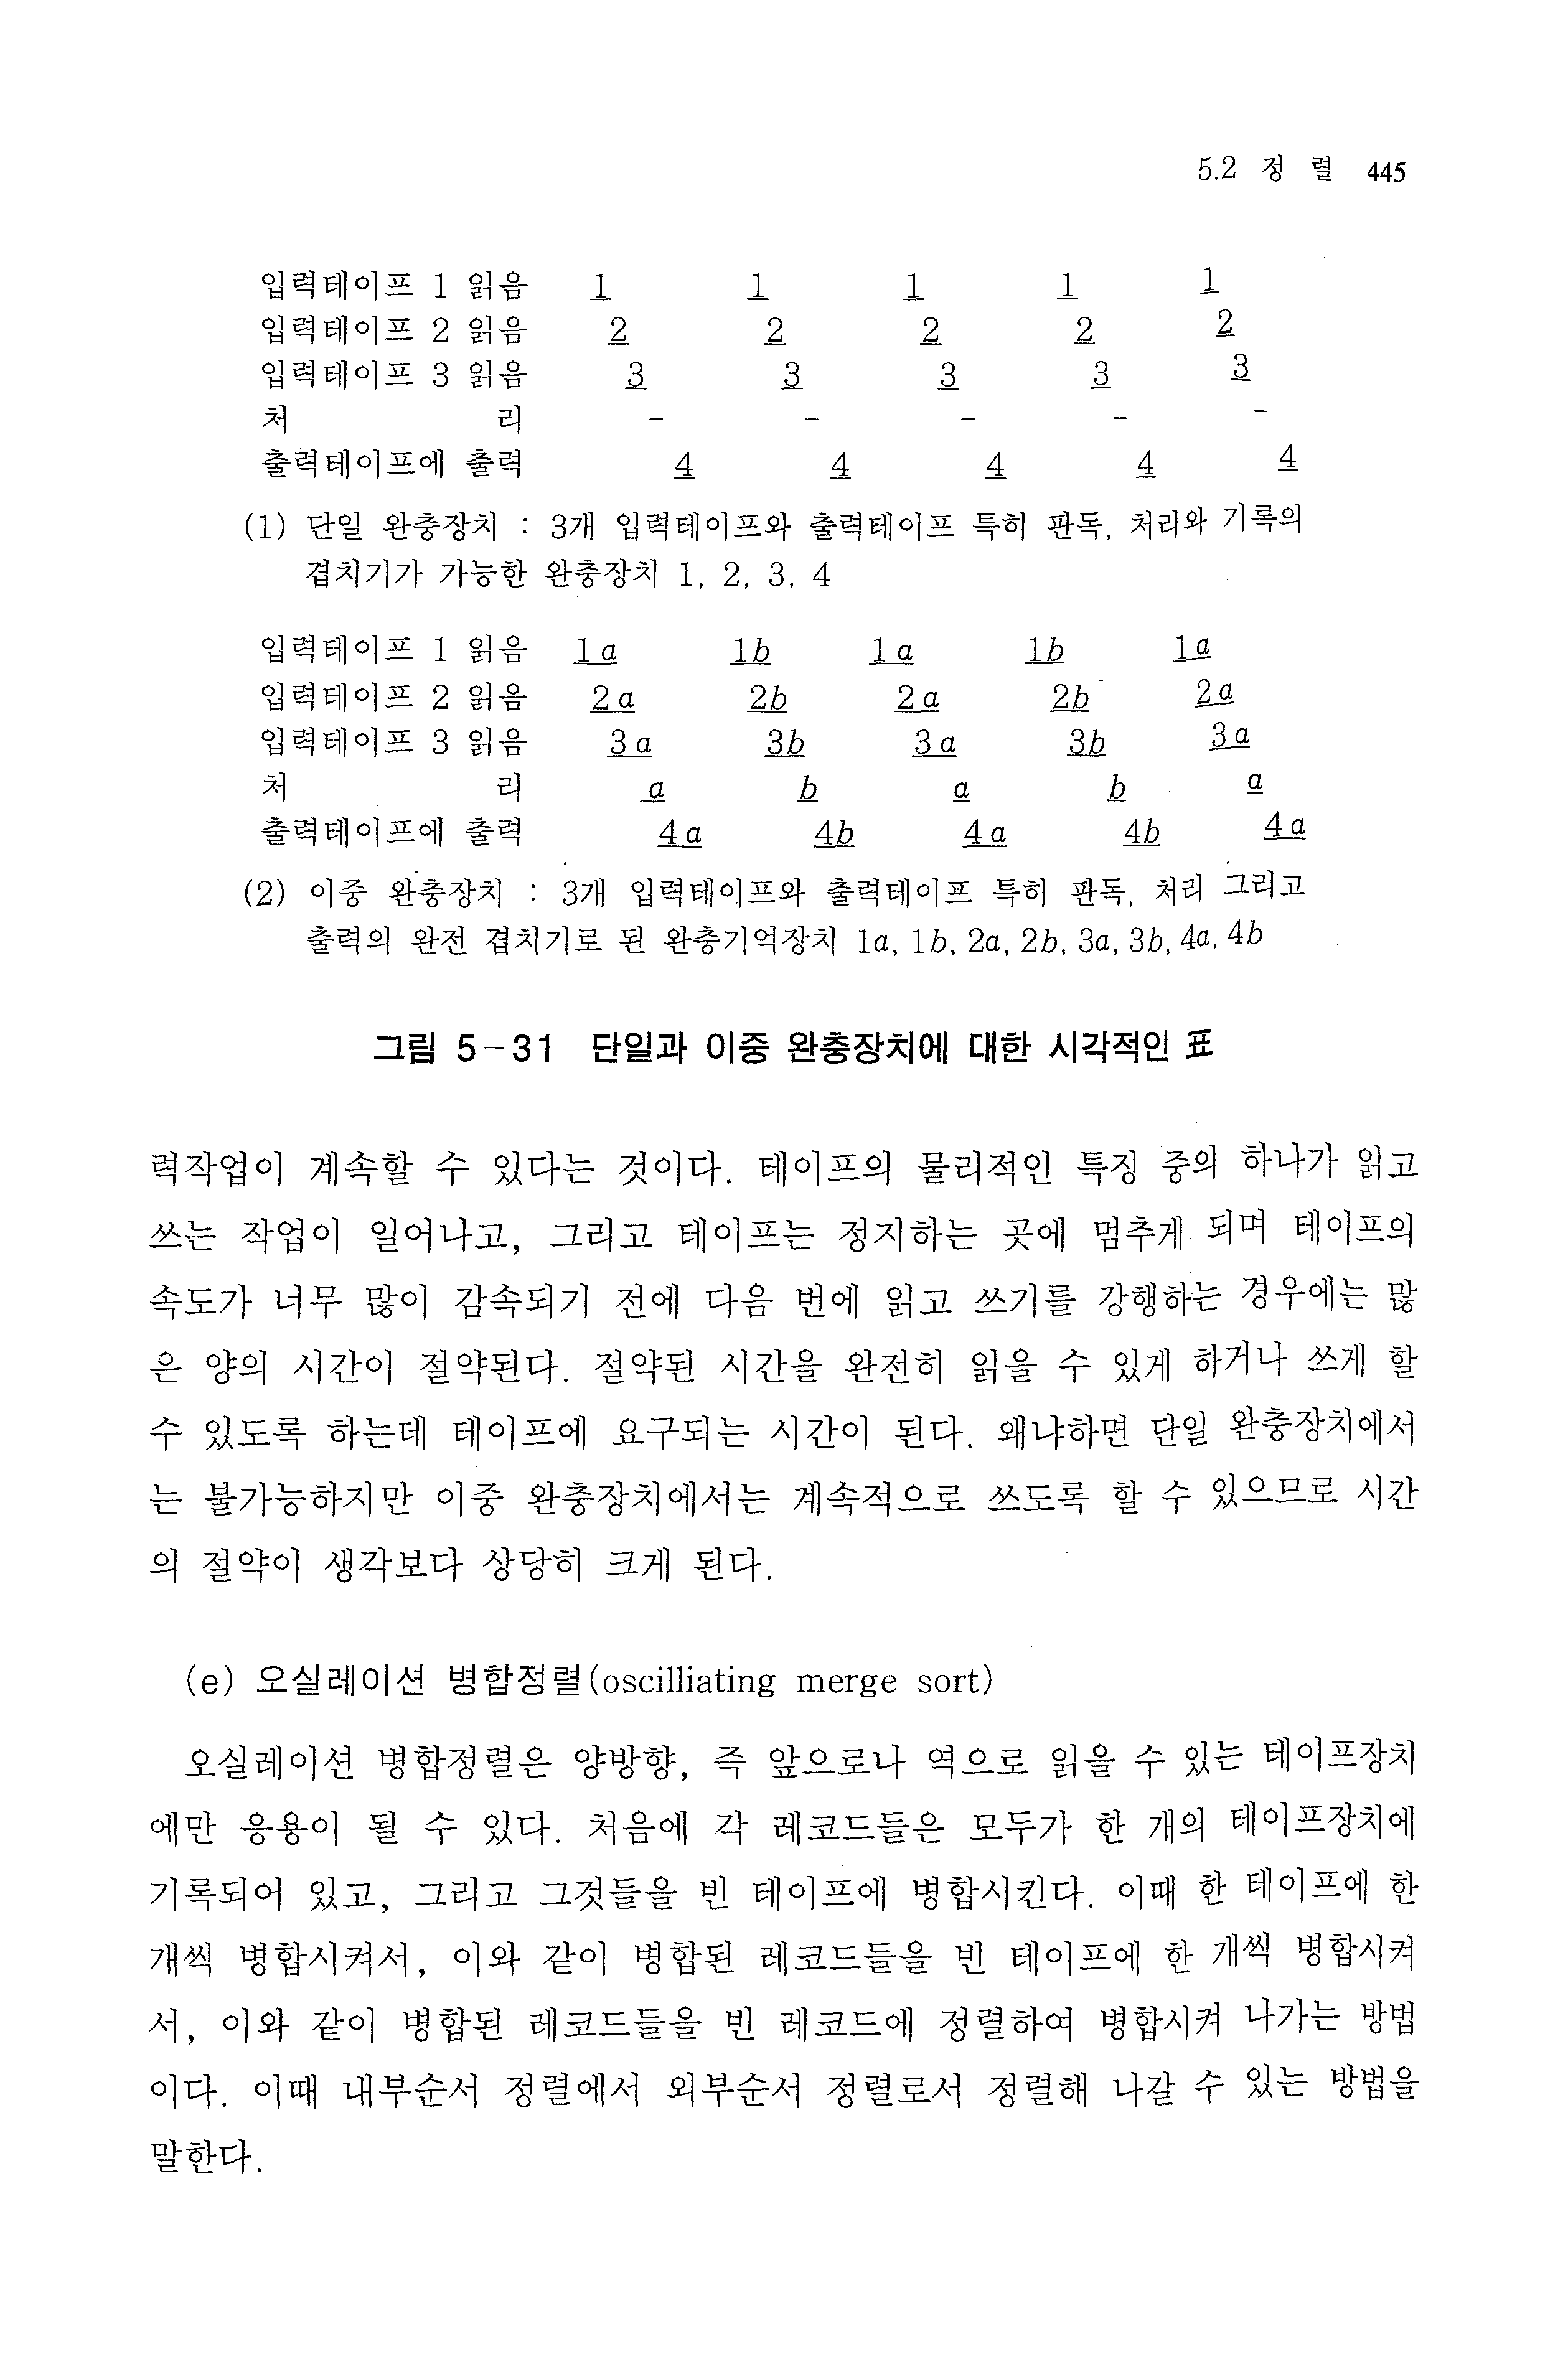 5.2 정 렬 445
입력테이프 1 읽음 1 1 1 1 1
입력테이프 2 읽음 2 2 2 2 2
입력테이프 3 읽음 3 3 3 3 3
처 리 - - - - -
출력테이프에 출력 4 4 4 4 4
(1) 단일 완충장치 : 3개 입력테이프와 출력테이프 특히 판독, 처리와 기록의
겹치기가 가능한 완충장치 1, 2, 3, 4
입력테이프 1 읽음 1a 1b 1a 1b 1a
입력테이프 2 읽음 2a 2b 2a 2b 2a
입력테이프 3 읽음 3a 3b 3a 3b 3a
처 리 a b a b a
출력테이프에 출력 4a 4b 4a 4b 4a
(2) 이중 완충장치 : 3개 입력테이프와 출력테이프 특히 판독, 처리 그리고
출력의 완전 겹치기로 된 완충기억장치 1a, 1b, 2a, 2b, 3a, 3b, 4a, 4b
그림 5-31 단일과 이중 완충장치에 대한 시각적인 표
력작업이 계속할 수 있다는 것이다. 테이프의 물리적인 특징 중의 하나가 읽고
쓰는 작업이 일어나고, 그리고 테이프는 정지하는 곳에 멈추게 되며 테이프의
속도가 너무 많이 감속되기 전에 다음 번에 읽고 쓰기를 강행하는 경우에는 많
은 양의 시간이 절약된다. 절약된 시간을 완전히 읽을 수 있게 하거나 쓰게 할
수 있도록 하는데 테이프에 요구되는 시간이 된다. 왜냐하면 단일 완충장치에서
는 불가능하지만 이중 완충장치에서는 계속적으로 쓰도록 할 수 있으므로 시간
의 절약이 생각보다 상당히 크게 된다.
(e) 오실레이션 병합정렬(oscilliating merge sort)
오실레이션 병합정렬은 양방향, 즉 앞으로나 역으로 읽을 수 있는 테이프장치
에만 응용이 될 수 있다. 처음에 각 레코드들은 모두가 한 개의 테이프장치에
기록되어 있고, 그리고 그것들을 빈 테이프에 병합시킨다. 이때 한 테이프에 한
개씩 병합시켜서, 이와 같이 병합된 레코드들을 빈 테이프에 한 개씩 병합시켜
서, 이와 같이 병합된 레코드들을 빈 레코드에 정렬하여 병합시켜 나가는 방법
이다. 이때 내부순서 정렬에서 외부순서 정렬로서 정렬해 나갈 수 있는 방법을
말한다.